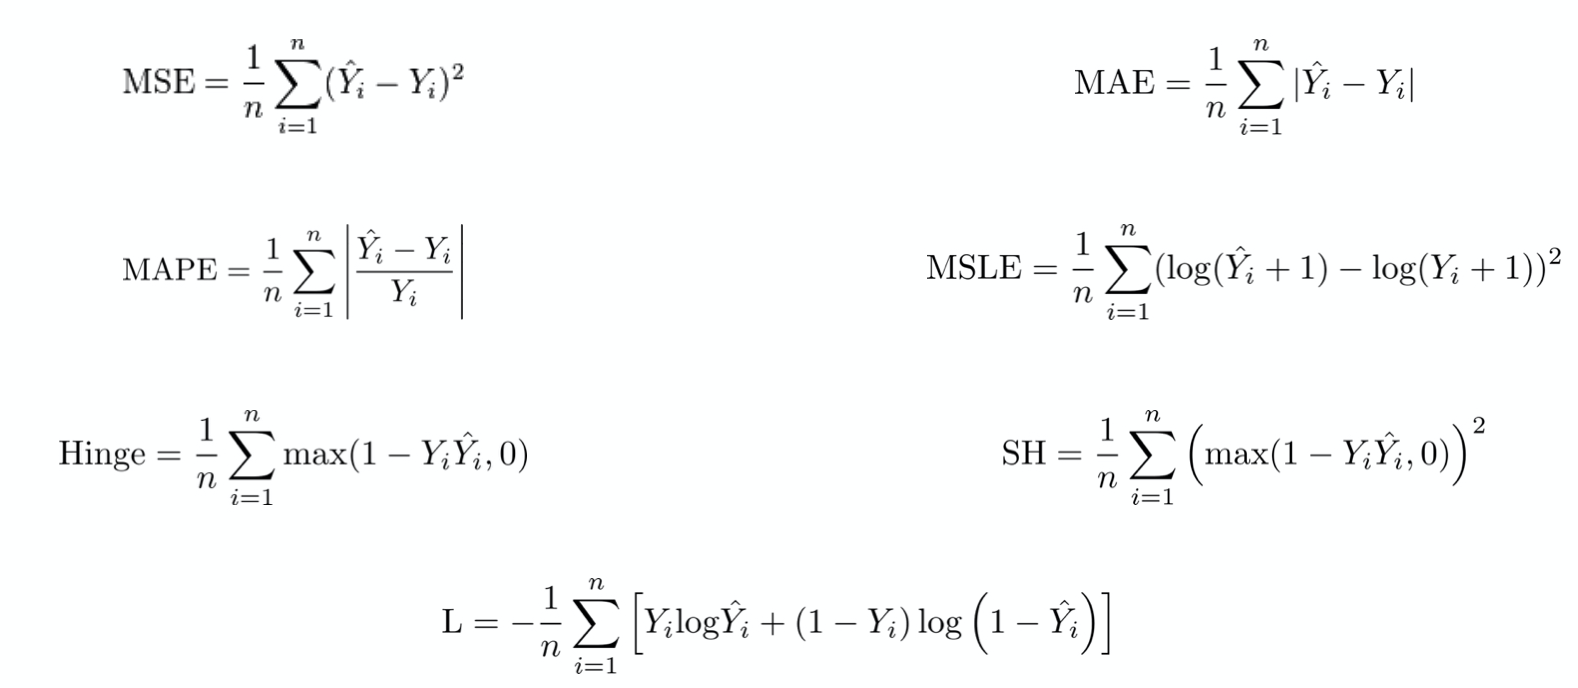 MSE = \frac{1}{n} \sum_{i=1}^{n} (\hat{Y}_i - Y_i)^2
MAE = \frac{1}{n} \sum_{i=1}^{n} |\hat{Y}_i - Y_i|
MAPE = \frac{1}{n} \sum_{i=1}^{n} \left| \frac{\hat{Y}_i - Y_i}{Y_i} \right|
MSLE = \frac{1}{n} \sum_{i=1}^{n} (\log(\hat{Y}_i + 1) - \log(Y_i + 1))^2
Hinge = \frac{1}{n} \sum_{i=1}^{n} \max(1 - Y_i \hat{Y}_i, 0)
SH = \frac{1}{n} \sum_{i=1}^{n} \left( \max(1 - Y_i \hat{Y}_i, 0) \right)^2
L = -\frac{1}{n} \sum_{i=1}^{n} \left[ Y_i \log \hat{Y}_i + (1 - Y_i) \log \left( 1 - \hat{Y}_i \right) \right]